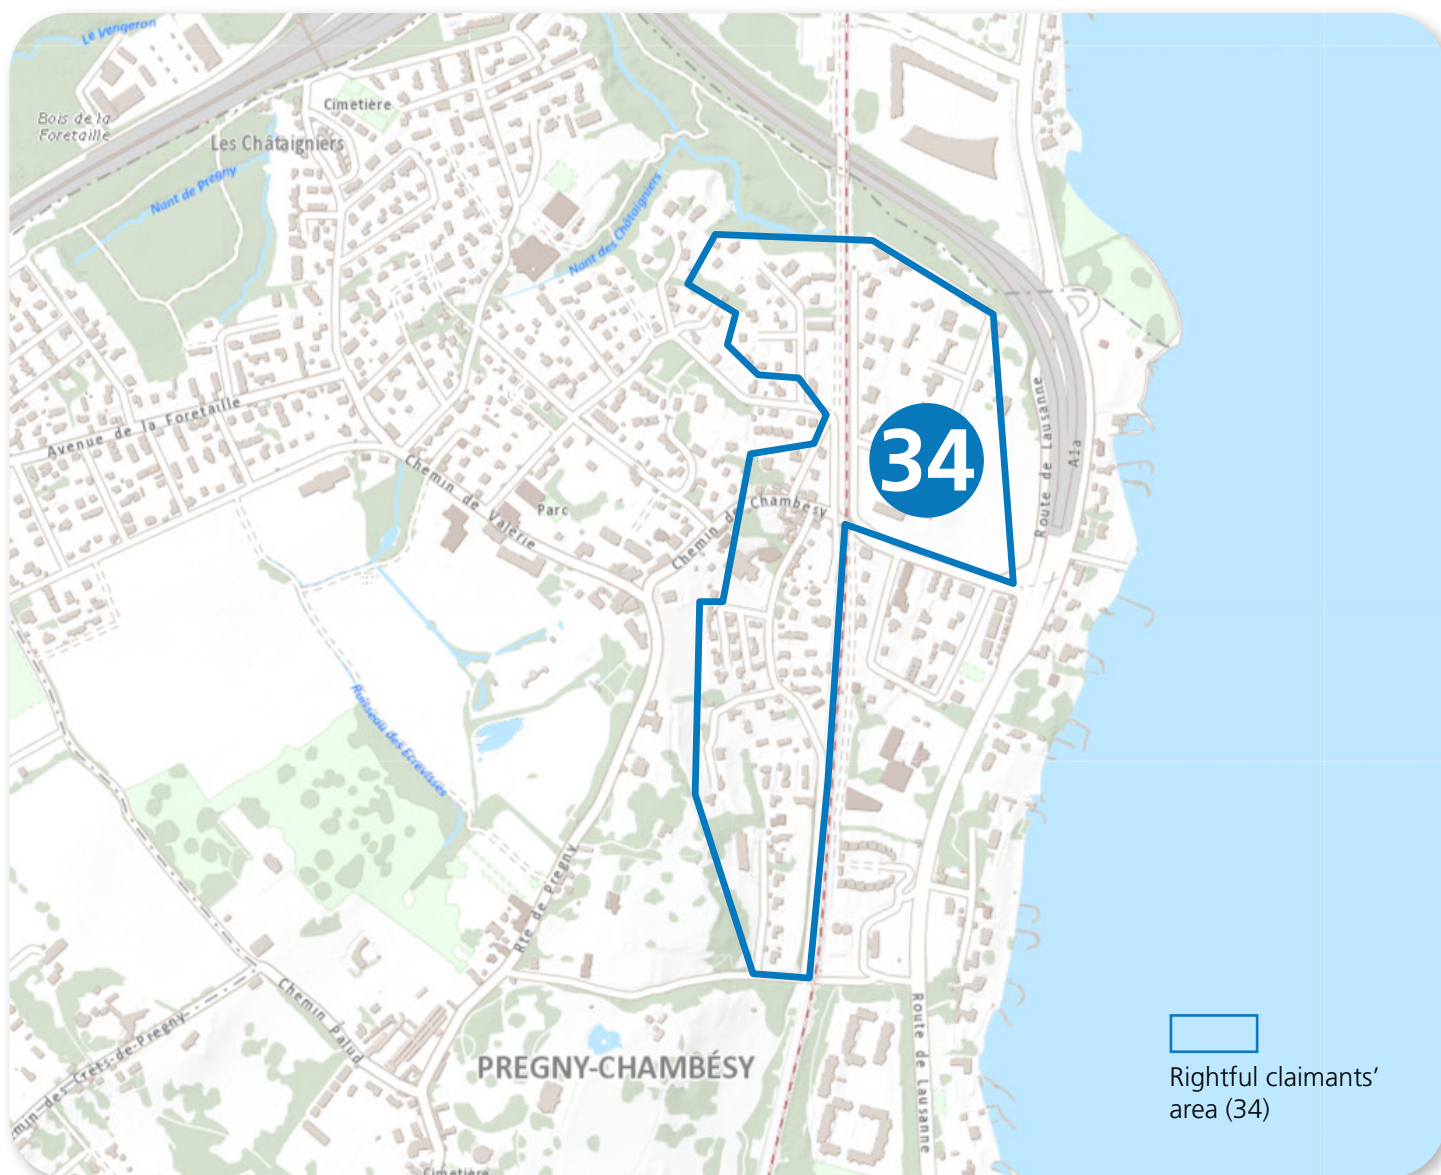 Le Vengeron
Bois de la
Foretaille
Cimetière
Les Châtaigniers
Nant de Prégny
Nant des Châtaigniers
Avenue de la Foretaille
Chemin de Valérie
Parc
Chemin de Chambésy
34
Route de Lausanne
A1a
Ruisseau des Ecrevisses
Rte de Pregny
Chemin Palud
min-des-Crêts-de-Pregny
PREGNY-CHAMBÉSY
Route de Lausanne
Cimetière
Rightful claimants’
area (34)